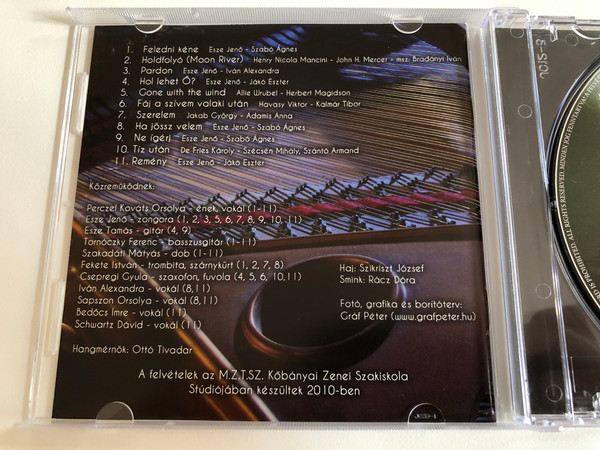 1. Feledni kéne Esze Jenő - Szabó Ágnes
2. Holdfolyó (Moon River) Henry Nicola Mancini - John H. Mercer - msz: Bradányi Iván
3. Pardon Esze Jenő - Iván Alexandra
4. Hol lehet Ő? Esze Jenő - Jákó Eszter
5. Gone with the wind Allie Wrubel - Herbert Magidson
6. Fáj a szívem valaki után Havasy Viktor - Kalmár Tibor
7. Szerelem Jakab György - Adamis Anna
8. Ha jössz velem Esze Jenő - Szabó Ágnes
9. Ne ígérj Esze Jenő - Szabó Ágnes
10. Tíz után De Fries Károly - Szécsén Mihály, Szántó Armand
11. Remény Esze Jenő - Jákó Eszter
Közreműködnek:
Perczel Kováts Orsolya - ének, vokál (1-11)
Esze Jenő - zongora (1, 2, 3, 5, 6, 7, 8, 9, 10, 11)
Esze Tamás - gitár (4, 9)
Tornóczky Ferenc - basszusgitár (1-11)
Szakadáti Mátyás - dob (1-11)
Fekete István - trombita, szárnykürt (1, 2, 7, 8)
Csepregi Gyula - szaxofon, fuvola (4, 5, 6, 10, 11)
Iván Alexandra - vokál (8,11)
Sapszon Orsolya - vokál (8,11)
Bedőcs Imre - vokál (11)
Schwartz Dávid - vokál (11)
Haj: Szikriszt József
Smink: Rácz Dóra
Fotó, grafika és borítóterv:
Gráf Péter (www.grafpeter.hu)
Hangmérnök: Ottó Tivadar
A felvételek az M.Z.T.SZ. Kőbányai Zenei Szakiskola
Stúdiójában készültek 2010-ben
ALL RIGHTS RESERVED. MINDEN JOG FENNTARTVA